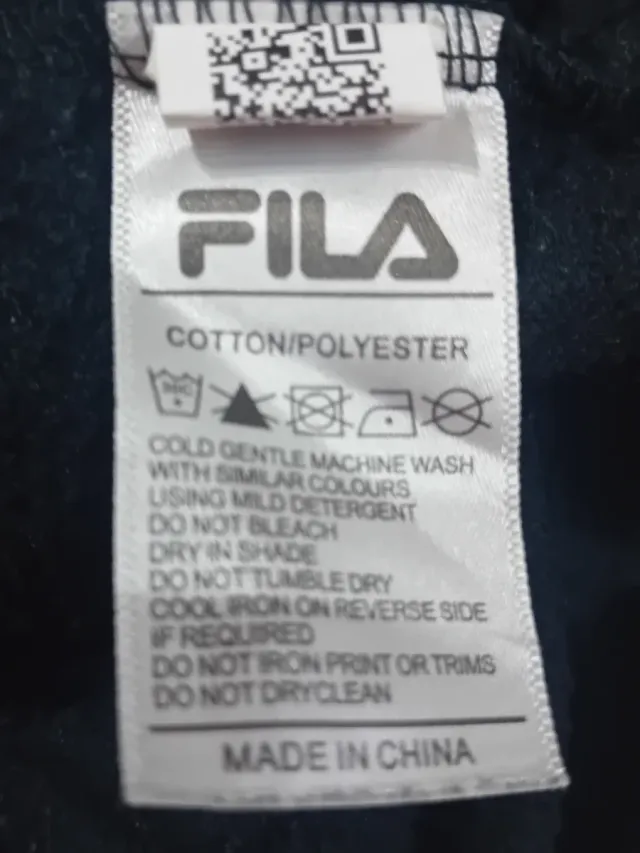 FILA
COTTON/POLYESTER
COLD GENTLE MACHINE WASH
WITH SIMILAR COLOURS
USING MILD DETERGENT
DO NOT BLEACH
DRY IN SHADE
DO NOT TUMBLE DRY
COOL IRON ON REVERSE SIDE
IF REQUIRED
DO NOT IRON PRINT OR TRIMS
DO NOT DRYCLEAN
MADE IN CHINA